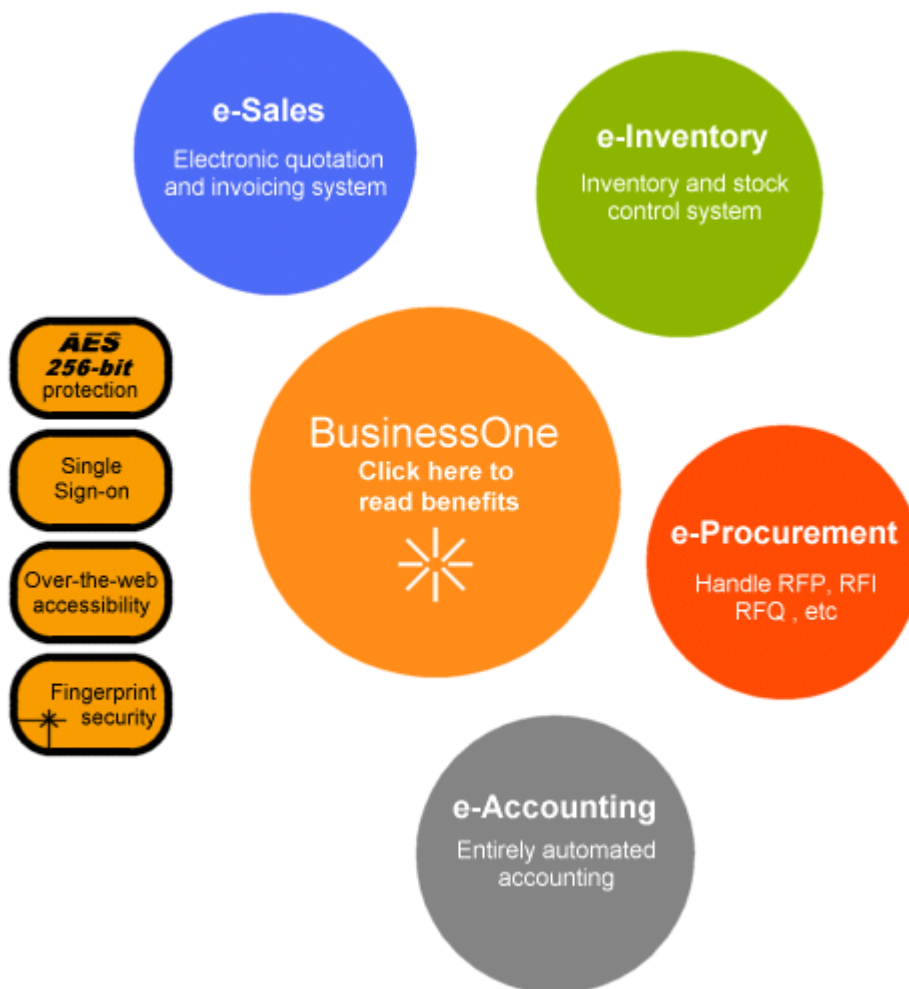 e-Sales
Electronic quotation
and invoicing system
e-Inventory
Inventory and stock
control system
AES
256-bit
protection
Single
Sign-on
Over-the-web
accessibility
Fingerprint
security
BusinessOne
Click here to
read benefits
e-Procurement
Handle RFP, RFI
RFQ , etc
e-Accounting
Entirely automated
accounting